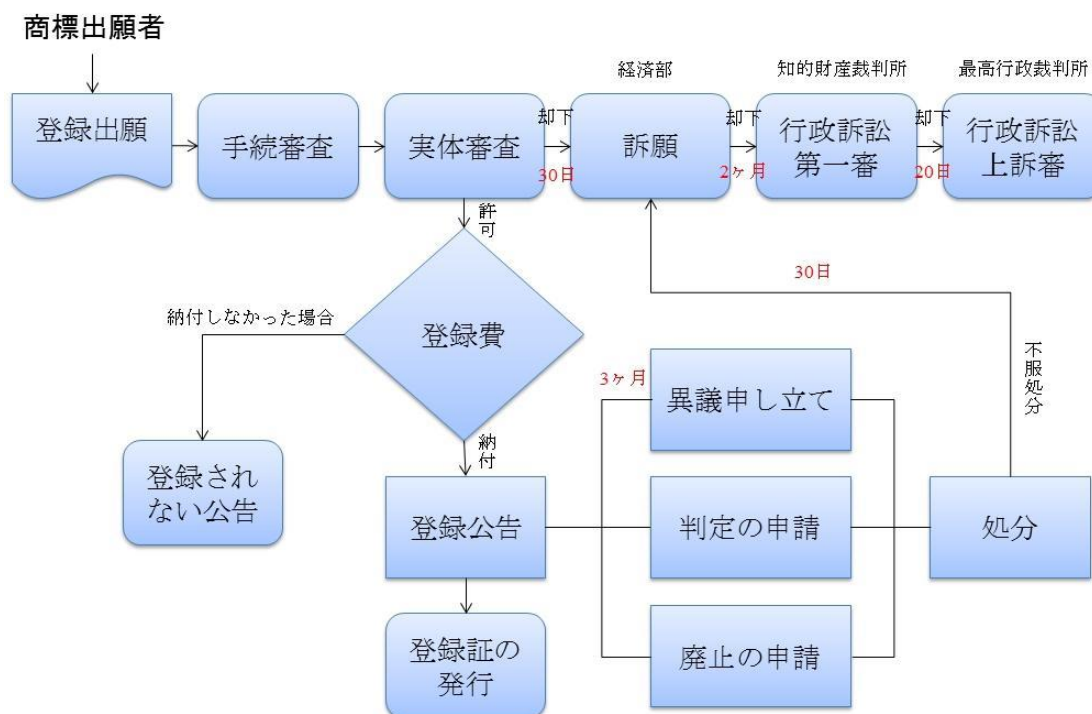 商標出願者
経済部
知的財産裁判所
最高行政裁判所
登録出願
手続審査
実体審査
却下
30日
訴願
却下
2ヶ月
行政訴訟
第一審
却下
20日
行政訴訟
上訴審
許可
30日
納付しなかった場合
登録費
不服処分
3ヶ月
異議申し立て
納付
登録され
ない公告
登録公告
判定の申請
処分
登録証の
発行
廃止の申請